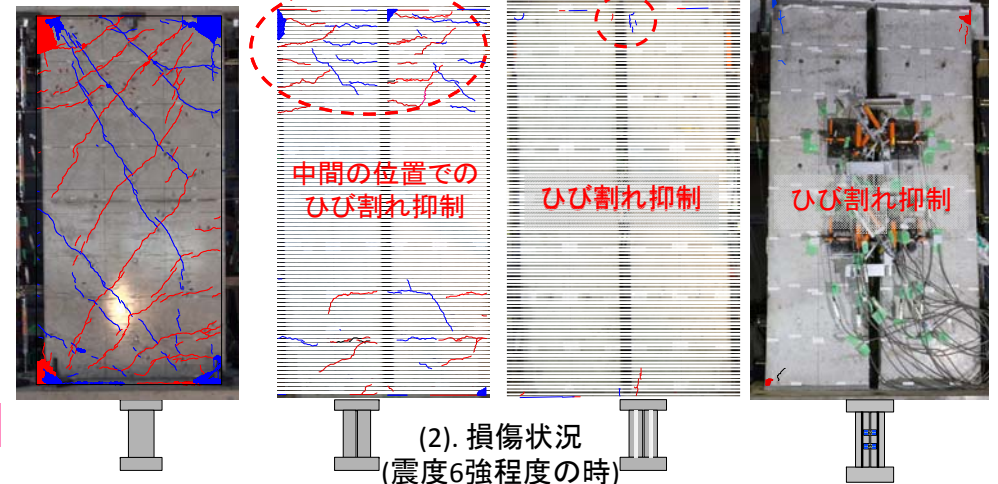 中間の位置での
ひび割れ抑制
ひび割れ抑制
ひび割れ抑制
(2). 損傷状況
(震度6強程度の時)